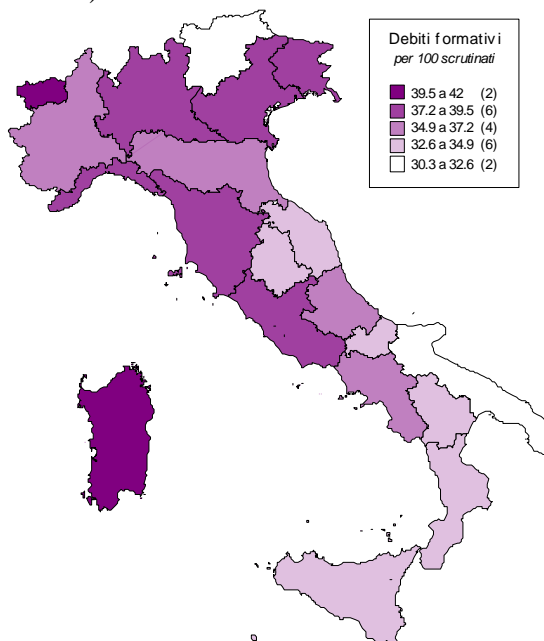 Debiti formativi
per 100 scrutinati
39.5 a 42 (2)
37.2 a 39.5 (6)
34.9 a 37.2 (4)
32.6 a 34.9 (6)
30.3 a 32.6 (2)